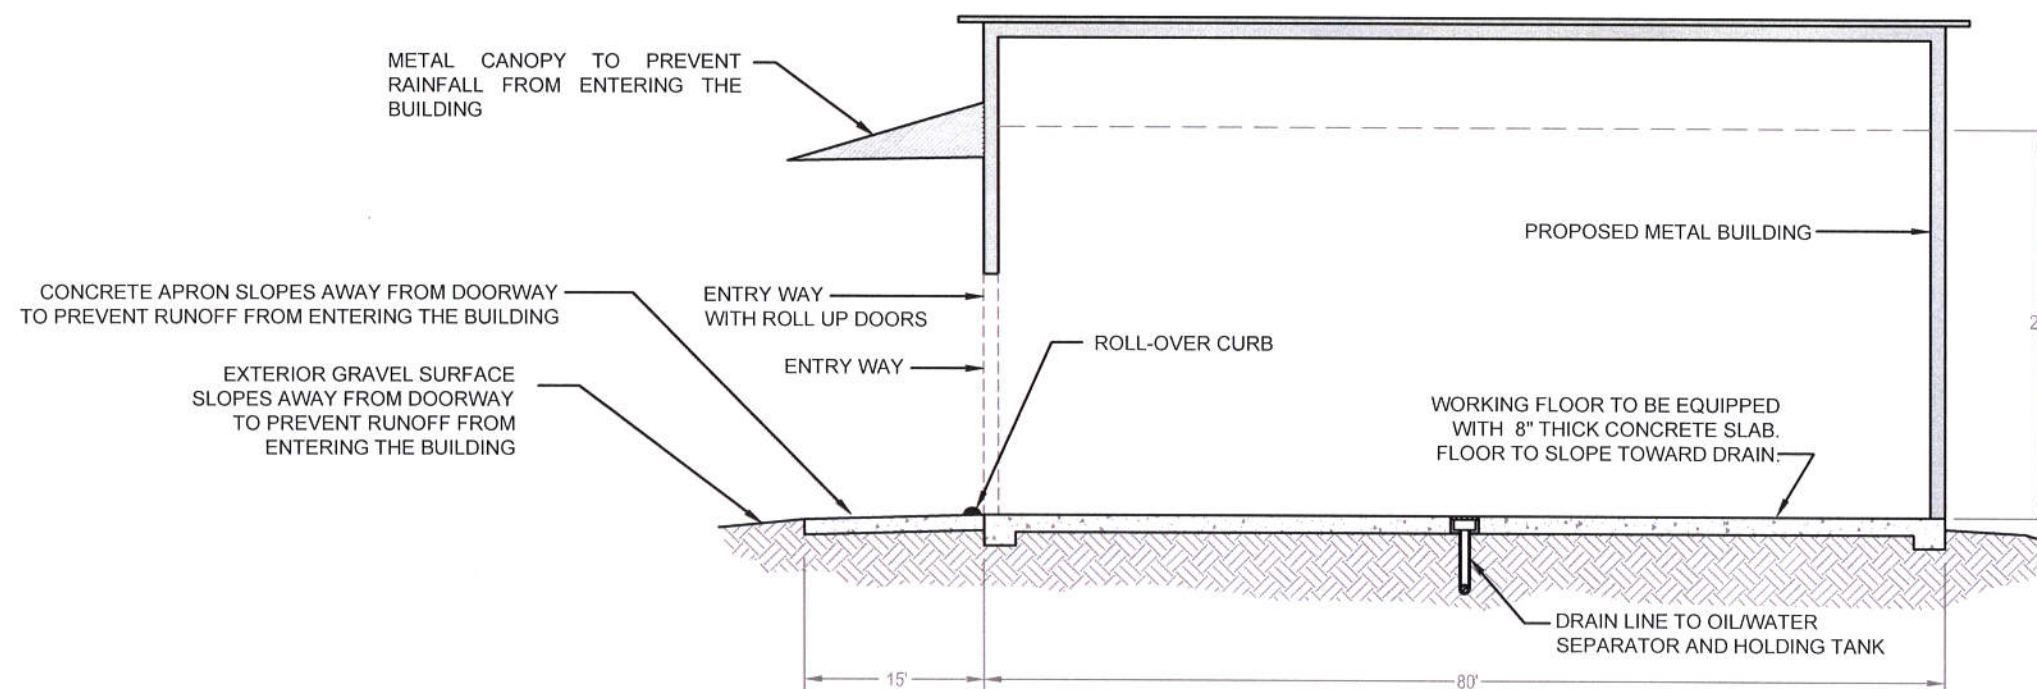 METAL CANOPY TO PREVENT
RAINFALL FROM ENTERING THE
BUILDING
PROPOSED METAL BUILDING
CONCRETE APRON SLOPES AWAY FROM DOORWAY
TO PREVENT RUNOFF FROM ENTERING THE BUILDING
ENTRY WAY
WITH ROLL UP DOORS
ROLL-OVER CURB
ENTRY WAY
EXTERIOR GRAVEL SURFACE
SLOPES AWAY FROM DOORWAY
TO PREVENT RUNOFF FROM
ENTERING THE BUILDING
WORKING FLOOR TO BE EQUIPPED
WITH 8" THICK CONCRETE SLAB.
FLOOR TO SLOPE TOWARD DRAIN.
DRAIN LINE TO OIL/WATER
SEPARATOR AND HOLDING TANK
15'
80'